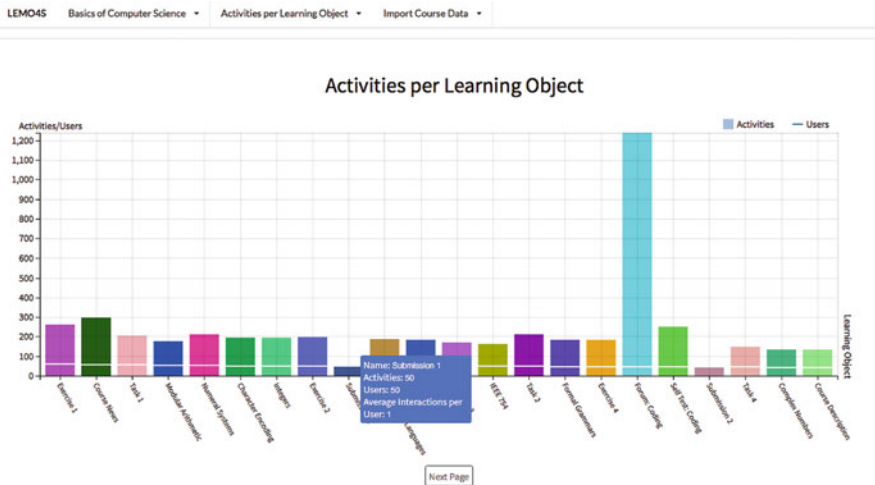 LEMO4S Basics of Computer Science Activities per Learning Object Import Course Data
Activities per Learning Object
Activities/Users
Activities Users
1,200
1,100
1,000
900
800
700
600
500
400
300
200
100
0
Learning Object
Exercise 1
Course News
Task 1
Modular Arithmetic
Numeral Systems
Character Encoding
Integers
Exercise 2
Name: Submission 1
Activities: 50
Users: 50
Average Interactions per
User: 1
Languages
IEEE 754
Task 2
Formal Grammars
Exercise 4
Forum: Coding
Self Test: Coding
Submission 2
Task 4
Complex Numbers
Course Description
Next Page